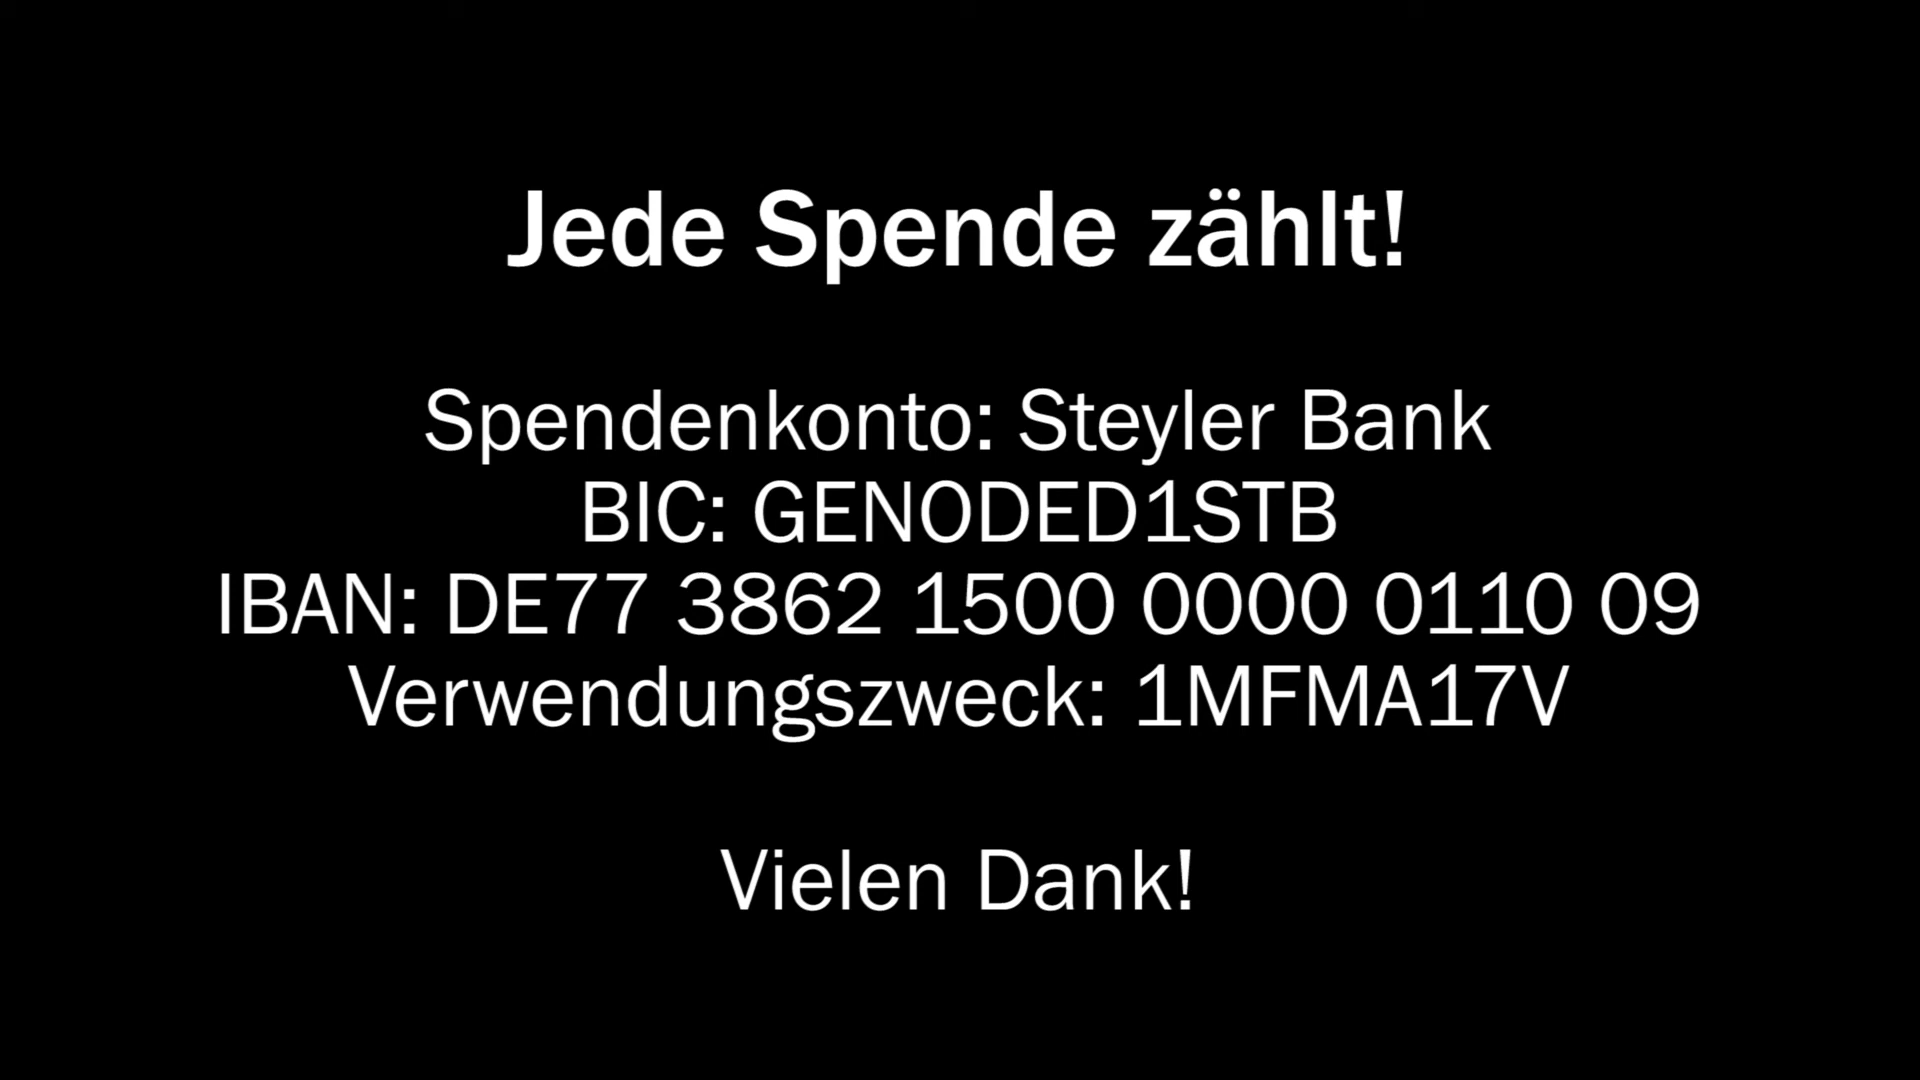 Jede Spende zählt!
Spendenkonto: Steyler Bank
BIC: GENODED1STB
IBAN: DE77 3862 1500 0000 0110 09
Verwendungszweck: 1MFMA17V
Vielen Dank!